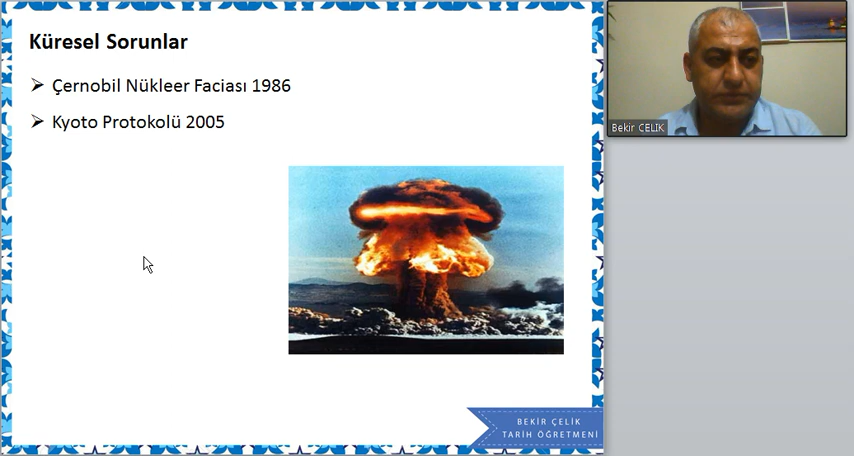 Küresel Sorunlar
Çernobil Nükleer Faciası 1986
Kyoto Protokolü 2005
BEKİR ÇELİK
TARİH ÖĞRETMENİ
Bekir ÇELİK